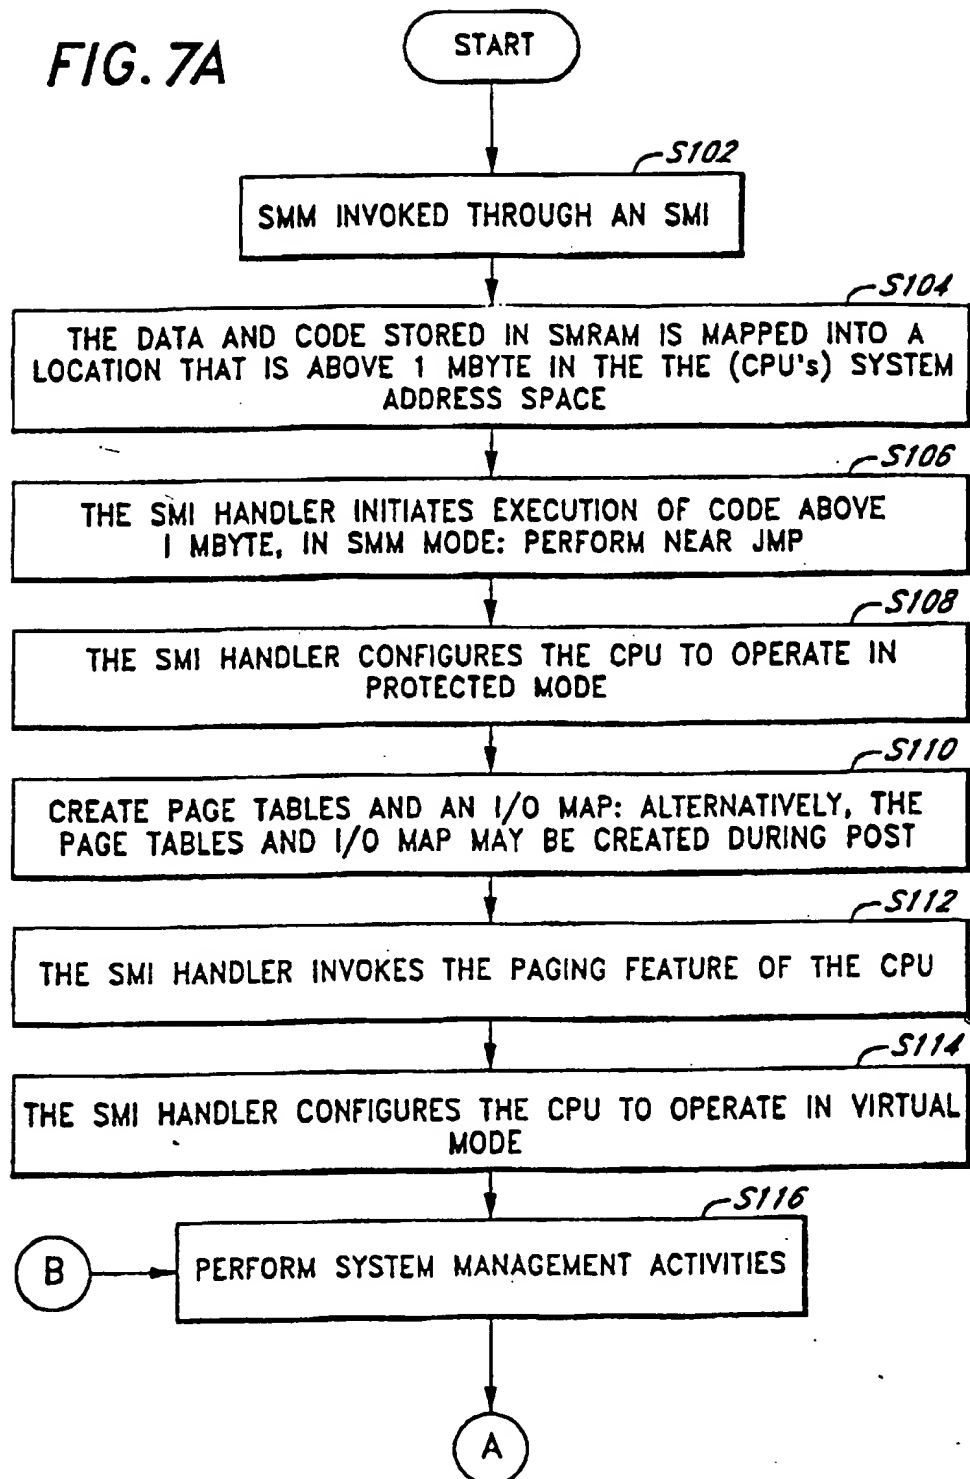 FIG. 7A
START
S102
SMM INVOKED THROUGH AN SMI
S104
THE DATA AND CODE STORED IN SMRAM IS MAPPED INTO A
LOCATION THAT IS ABOVE 1 MBYTE IN THE THE (CPU's) SYSTEM
ADDRESS SPACE
S106
THE SMI HANDLER INITIATES EXECUTION OF CODE ABOVE
1 MBYTE, IN SMM MODE: PERFORM NEAR JMP
S108
THE SMI HANDLER CONFIGURES THE CPU TO OPERATE IN
PROTECTED MODE
S110
CREATE PAGE TABLES AND AN I/O MAP: ALTERNATIVELY, THE
PAGE TABLES AND I/O MAP MAY BE CREATED DURING POST
S112
THE SMI HANDLER INVOKES THE PAGING FEATURE OF THE CPU
S114
THE SMI HANDLER CONFIGURES THE CPU TO OPERATE IN VIRTUAL
MODE
S116
B
PERFORM SYSTEM MANAGEMENT ACTIVITIES
A